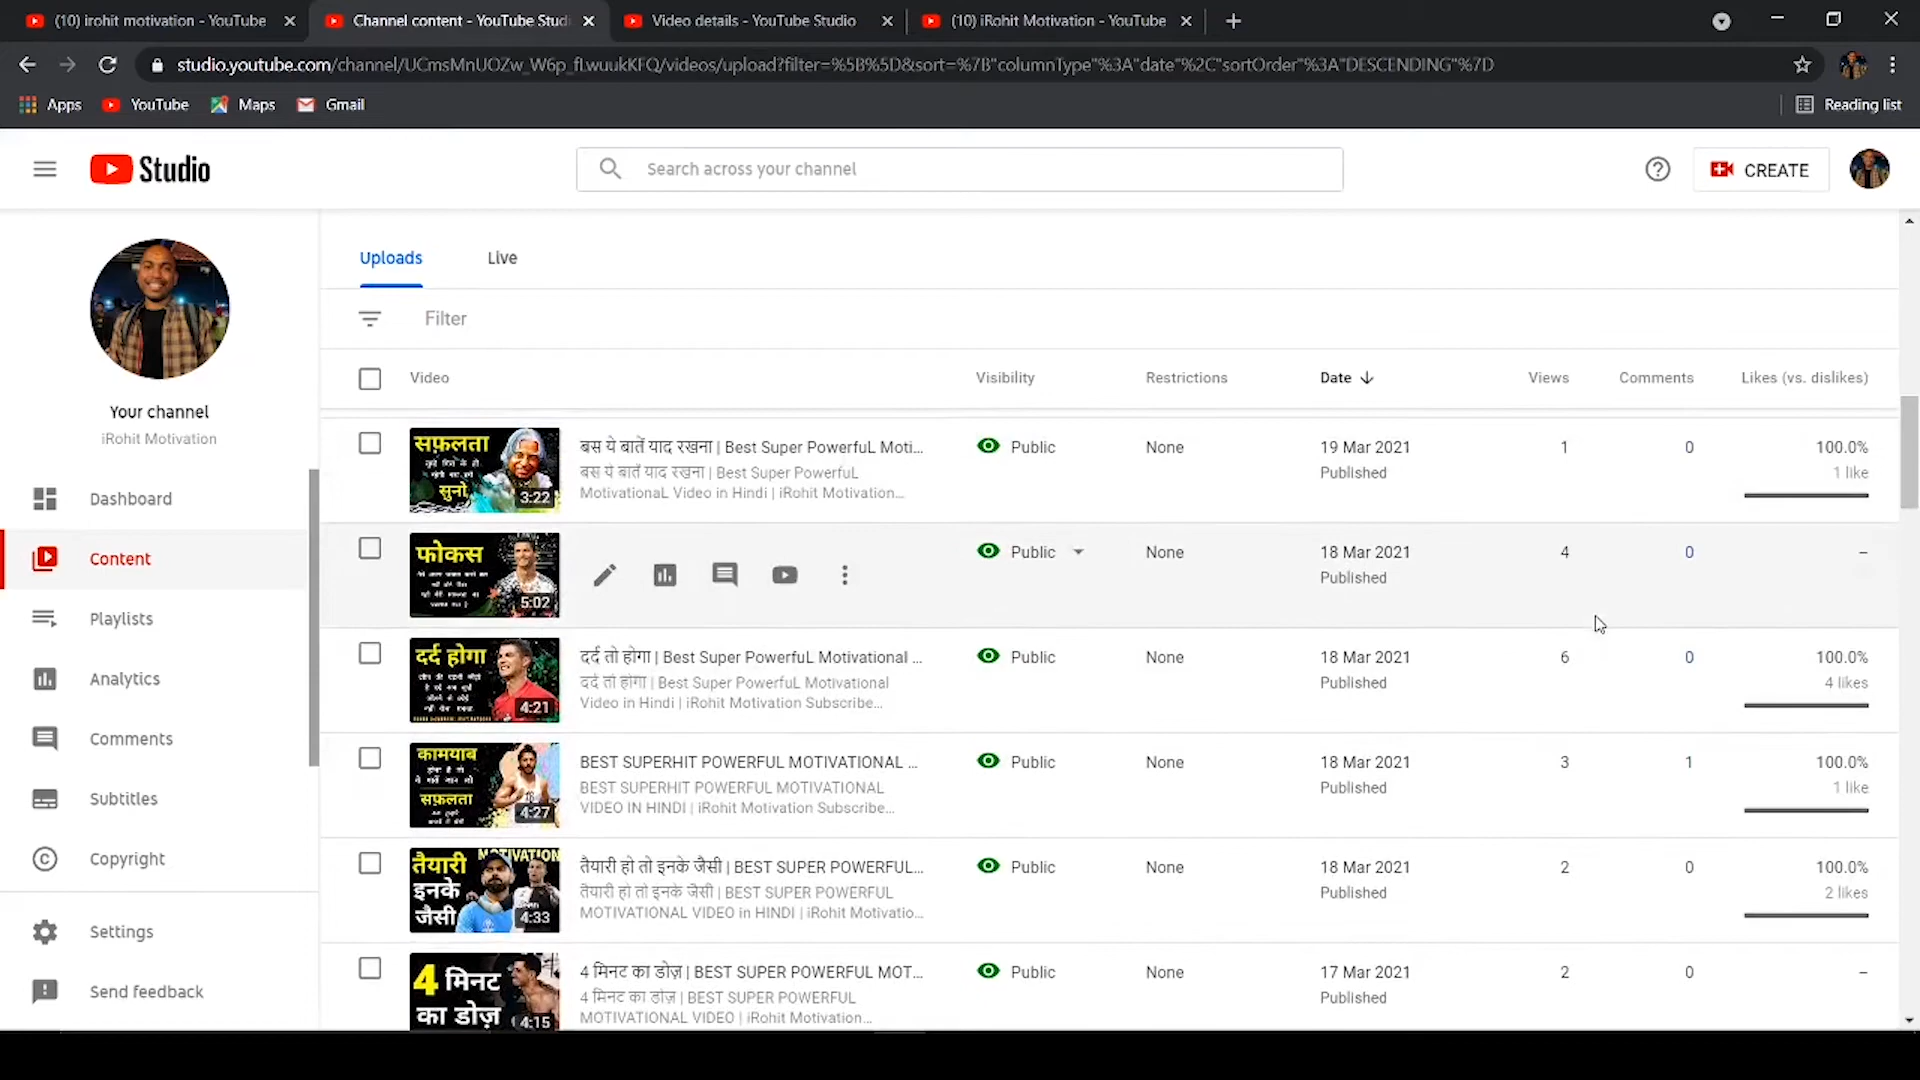 (10) irohit motivation - YouTube
Channel content - YouTube Studi
Video details - YouTube Studio
(10) iRohit Motivation - YouTube
studio.youtube.com/channel/UCmsMnUOZw_W6p_fLwuukKFQ/videos/upload?filter=%5B%5D&sort=%7B"columnType"%3A"date"%2C"sortOrder"%3A"DESCENDING"%7D
Apps YouTube Maps Gmail Reading list
Studio
Search across your channel
CREATE
Your channel
iRohit Motivation
Dashboard
Content
Playlists
Analytics
Comments
Subtitles
Copyright
Settings
Send feedback
Uploads Live
Filter
Video Visibility Restrictions Date Views Comments Likes (vs. dislikes)
सफ़लता
सुनो
3:22
बस ये बातें याद रखना | Best Super PowerfuL Moti...
बस ये बातें याद रखना | Best Super PowerfuL
MotivationaL Video in Hindi | iRohit Motivation...
Public None 19 Mar 2021 1 0 100.0%
Published 1 like
फोकस
5:02
Public None 18 Mar 2021 4 0 –
Published
दर्द होगा
4:21
दर्द तो होगा | Best Super PowerfuL Motivational ...
दर्द तो होगा | Best Super PowerfuL Motivational
Video in Hindi | iRohit Motivation Subscribe...
Public None 18 Mar 2021 6 0 100.0%
Published 4 likes
कामयाब
सफ़लता
4:27
BEST SUPERHIT POWERFUL MOTIVATIONAL ...
BEST SUPERHIT POWERFUL MOTIVATIONAL
VIDEO IN HINDI | iRohit Motivation Subscribe...
Public None 18 Mar 2021 3 1 100.0%
Published 1 like
MOTIVATION
तैयारी
इनके
जैसी
4:33
तैयारी हो तो इनके जैसी | BEST SUPER POWERFUL...
तैयारी हो तो इनके जैसी | BEST SUPER POWERFUL
MOTIVATIONAL VIDEO in HINDI | iRohit Motivatio...
Public None 18 Mar 2021 2 0 100.0%
Published 2 likes
4 मिनट
का डोज़
4:15
4 मिनट का डोज़ | BEST SUPER POWERFUL MOT...
4 मिनट का डोज़ | BEST SUPER POWERFUL
MOTIVATIONAL VIDEO | iRohit Motivation...
Public None 17 Mar 2021 2 0 –
Published